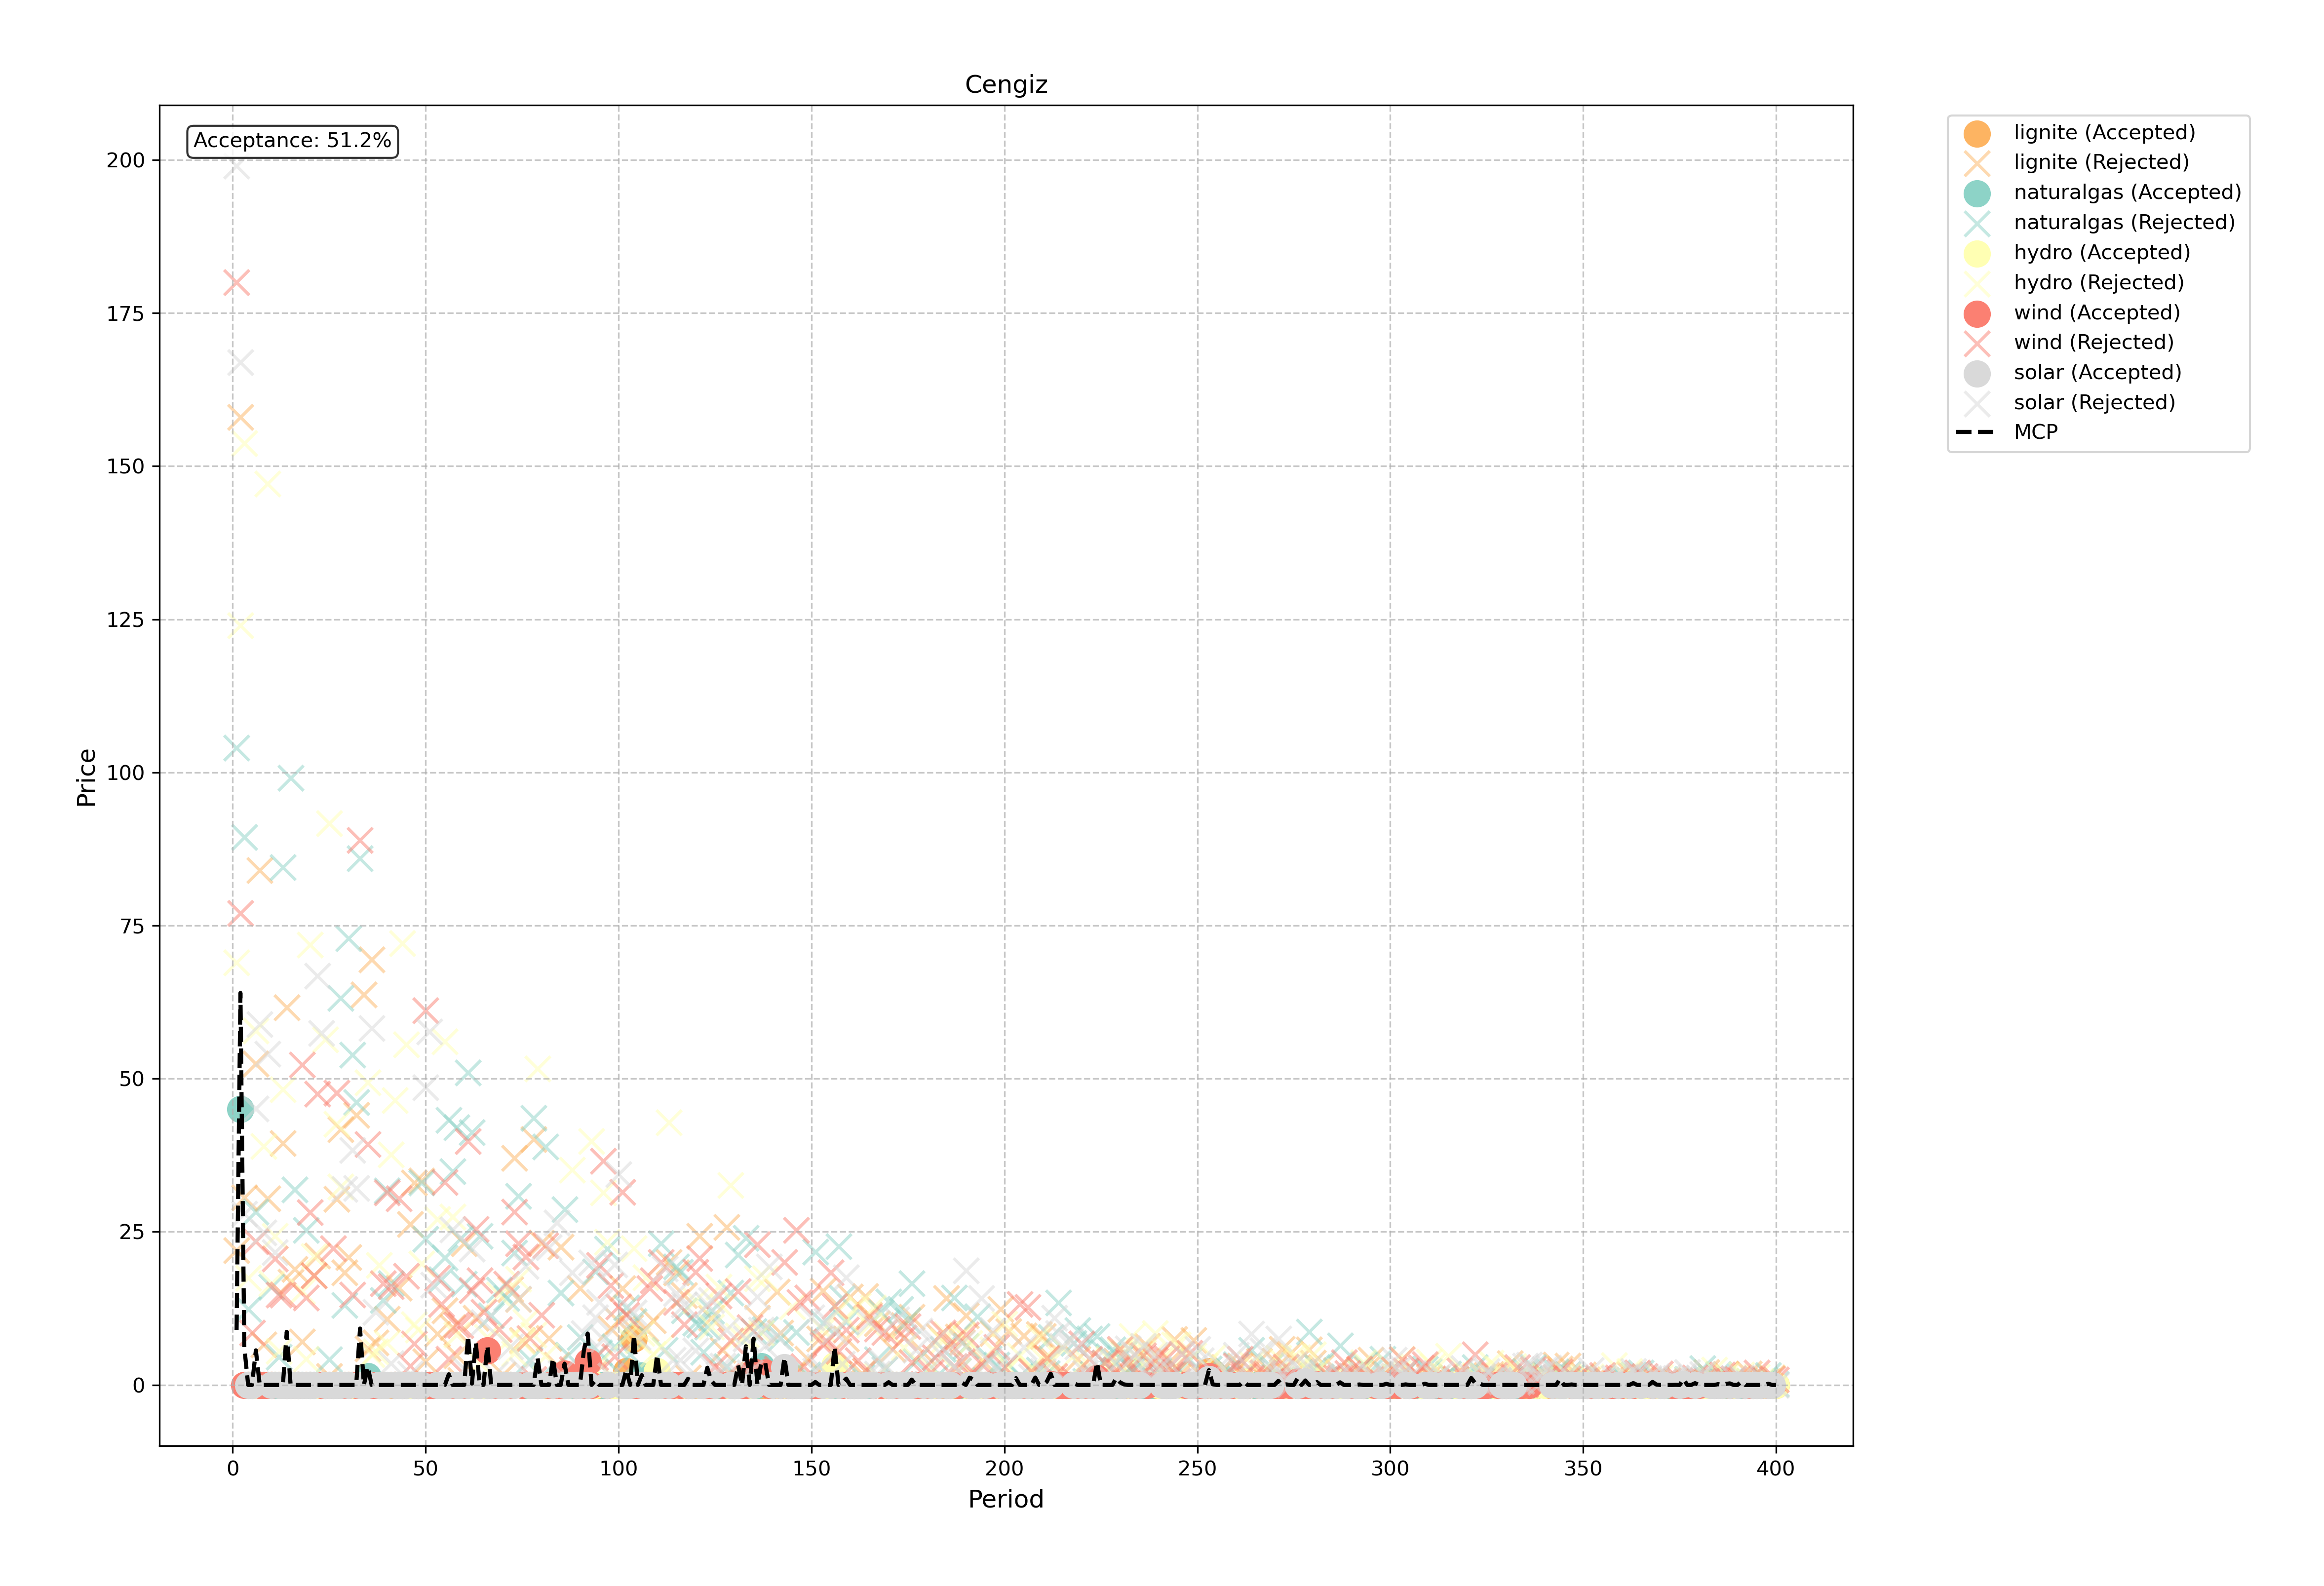 Cengiz
Acceptance: 51.2%
200
175
150
125
100
75
50
25
0
Price
0 50 100 150 200 250 300 350 400
Period
lignite (Accepted)
lignite (Rejected)
naturalgas (Accepted)
naturalgas (Rejected)
hydro (Accepted)
hydro (Rejected)
wind (Accepted)
wind (Rejected)
solar (Accepted)
solar (Rejected)
MCP